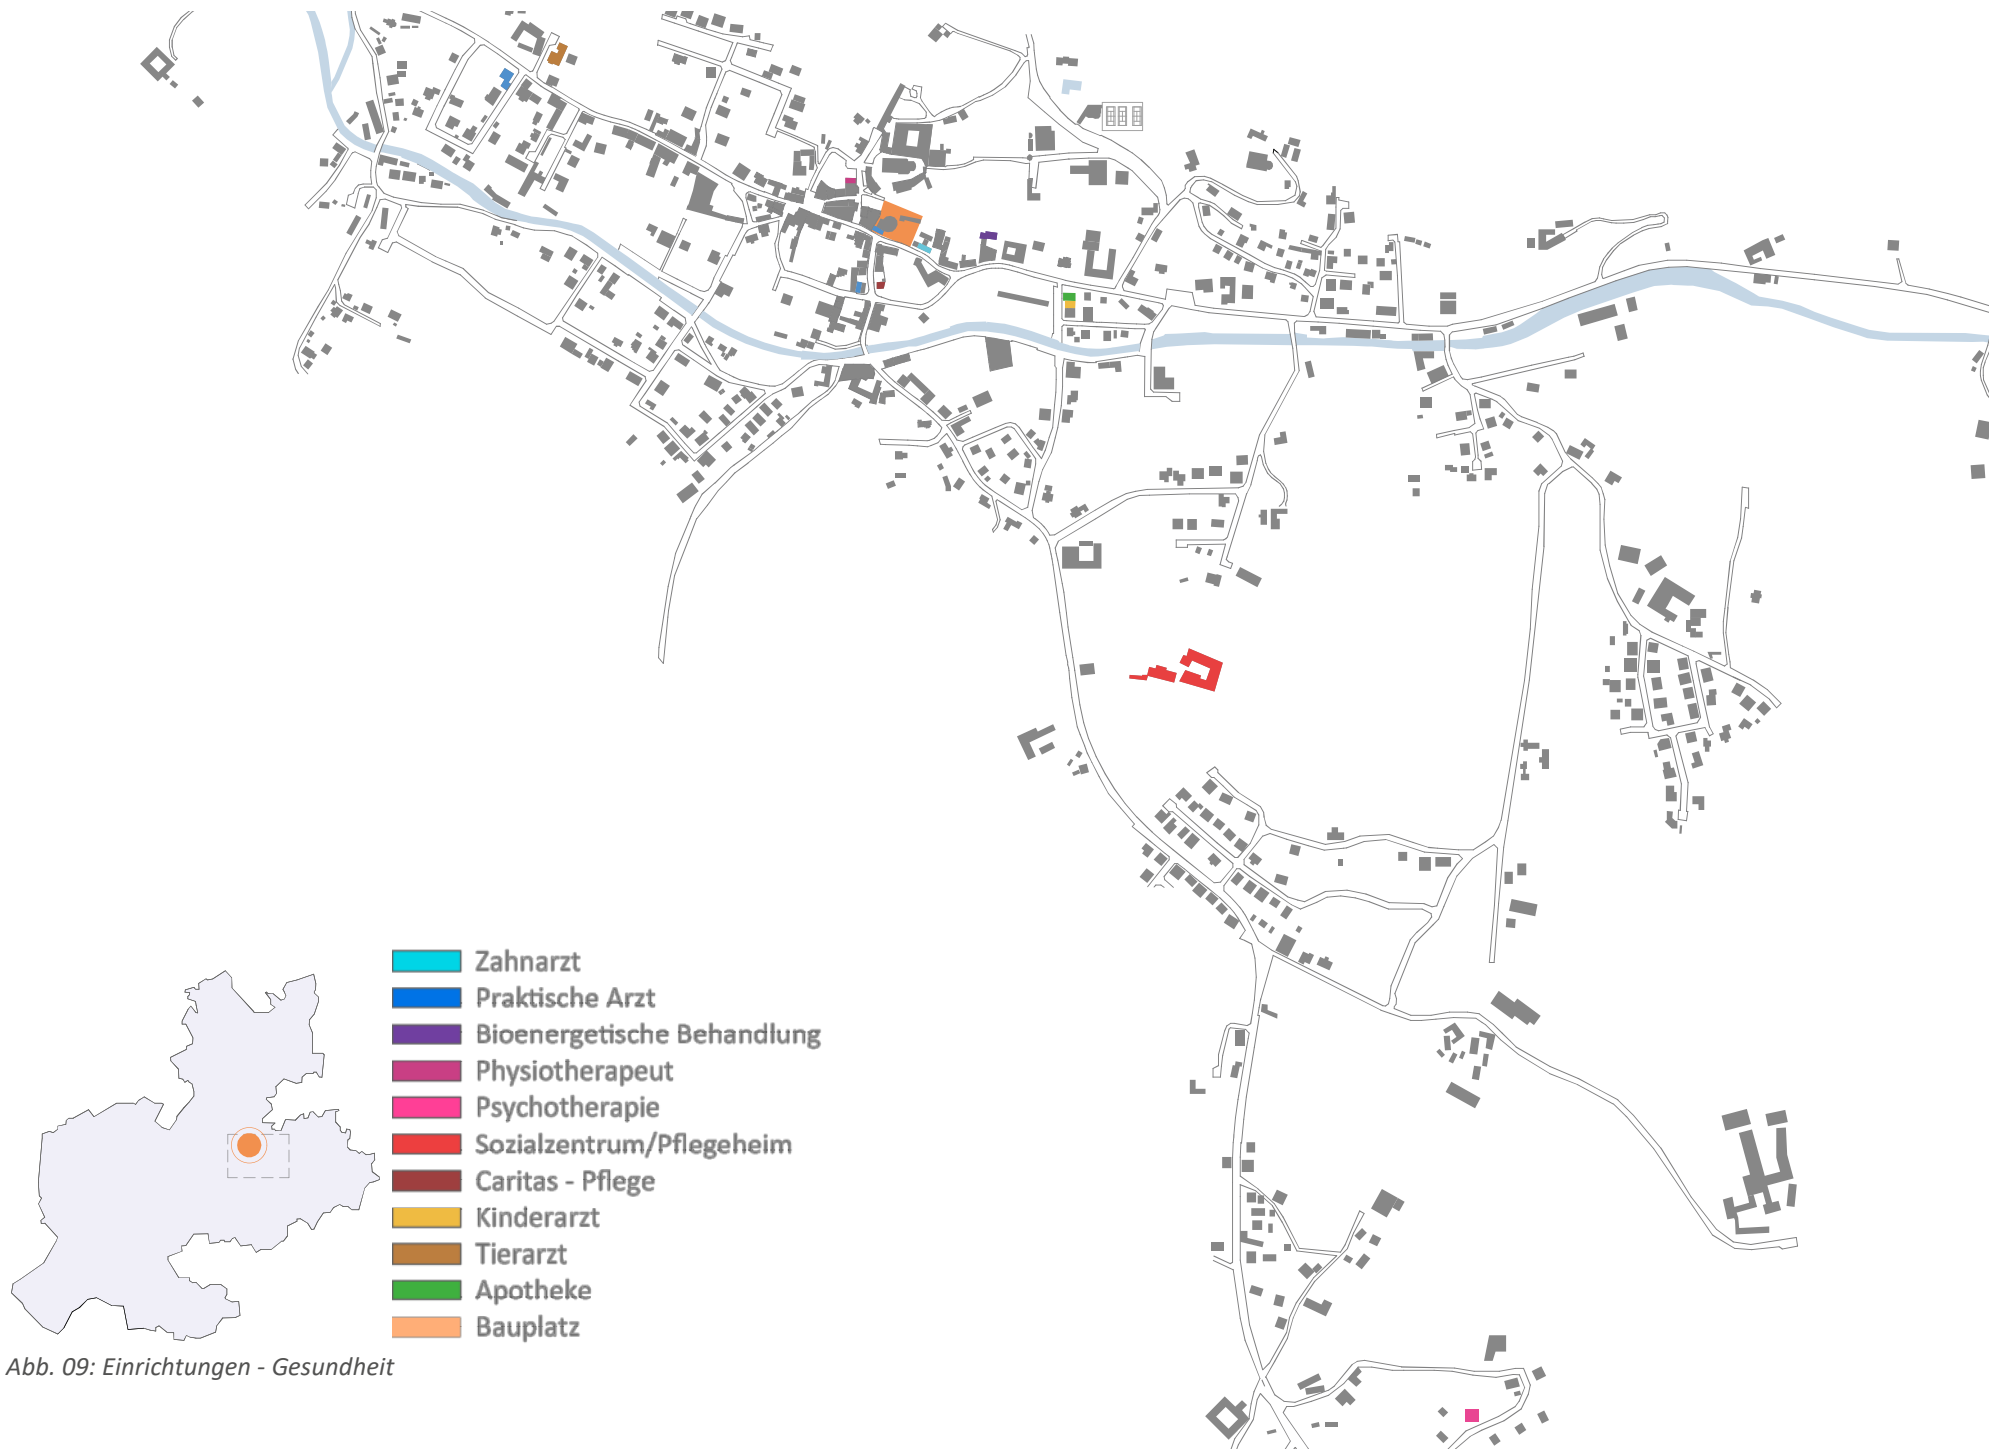 Zahnarzt
Praktische Arzt
Bioenergetische Behandlung
Physiotherapeut
Psychotherapie
Sozialzentrum/Pflegeheim
Caritas - Pflege
Kinderarzt
Tierarzt
Apotheke
Bauplatz
Abb. 09: Einrichtungen - Gesundheit